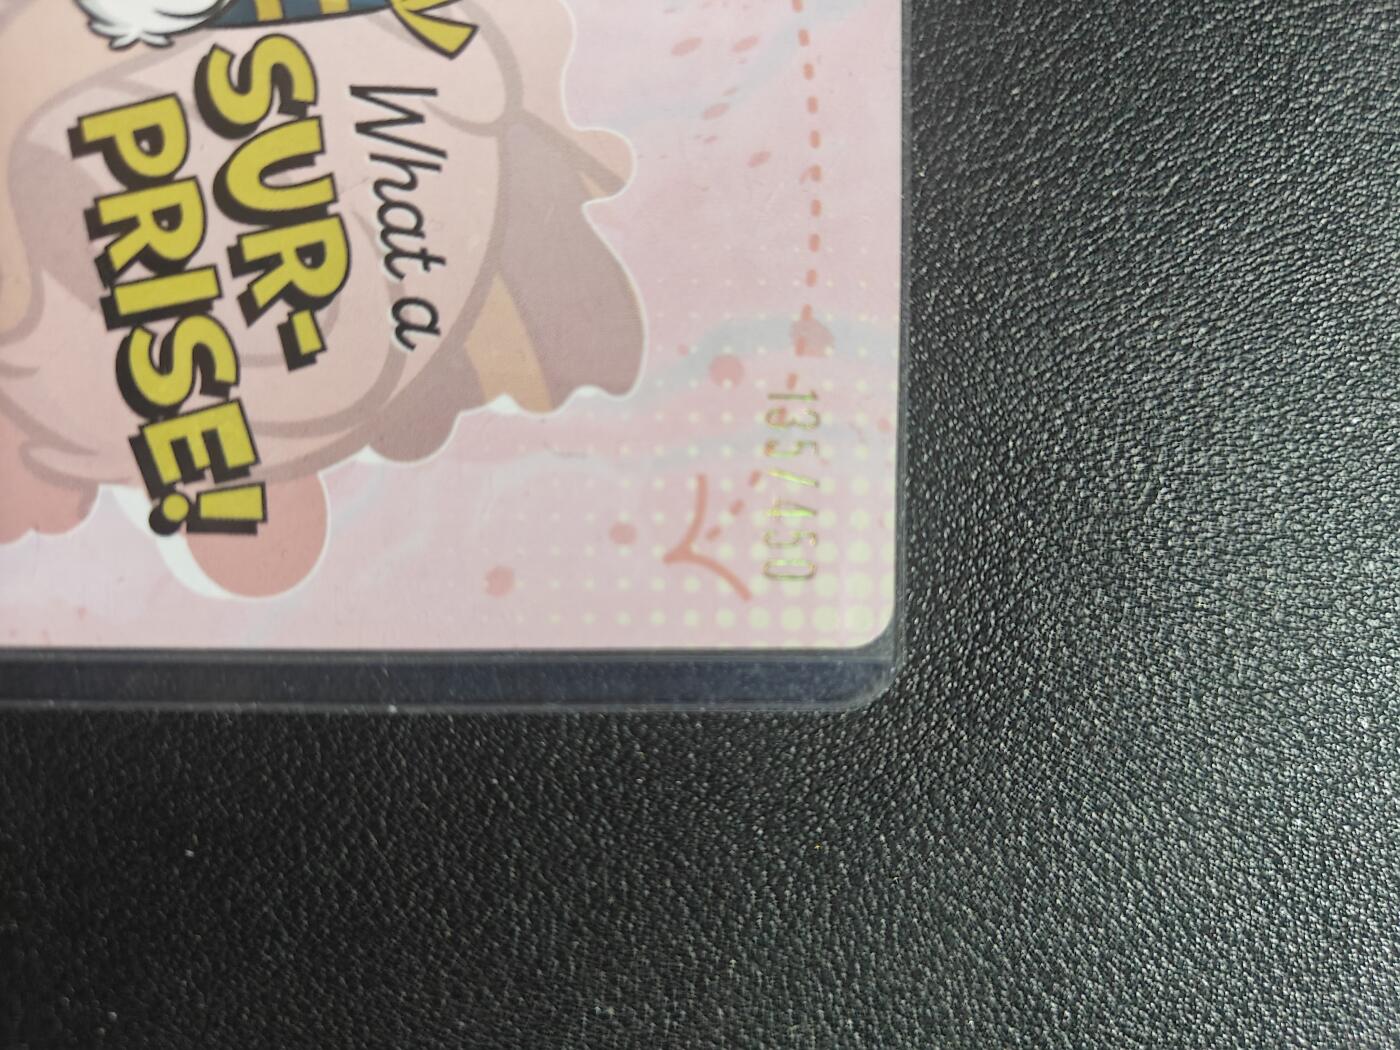 What a
SUR-
PRISE!
135/450